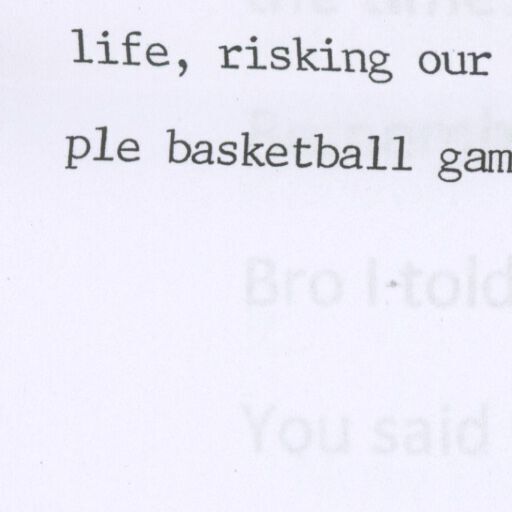 life, risking our
ple basketball gam
Bro I told
You said